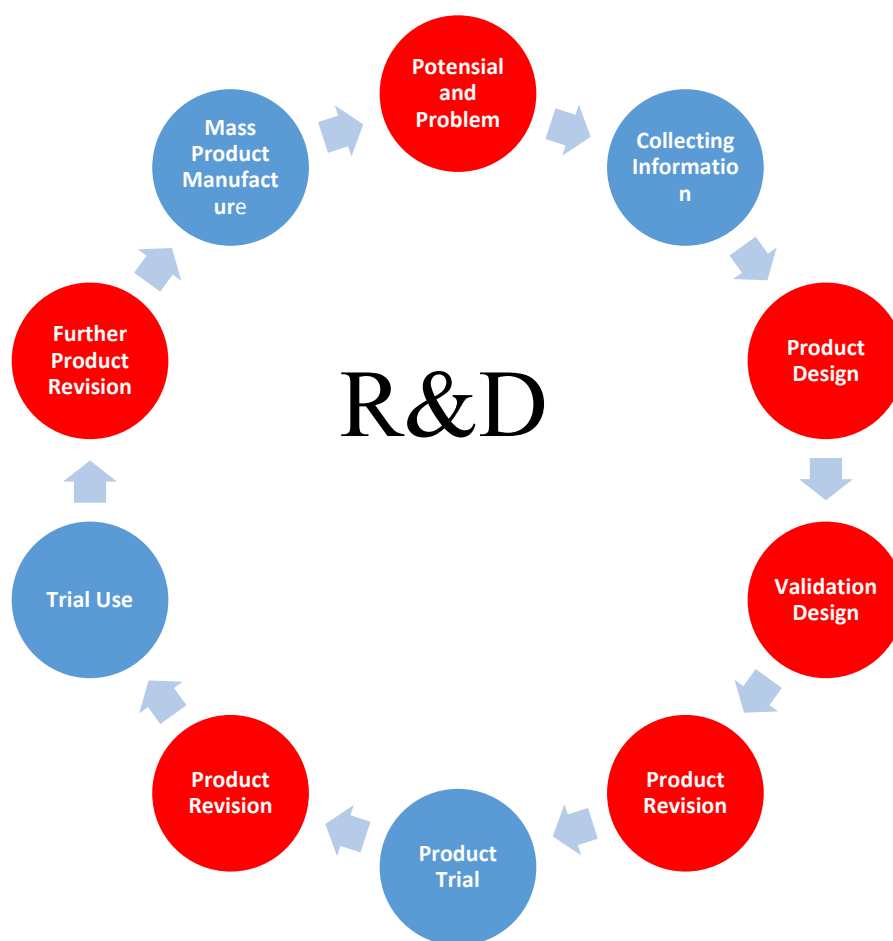 Potensial
and
Problem
Collecting
Informatio
n
Product
Design
Validation
Design
Product
Revision
Product
Trial
Product
Revision
Trial Use
Further
Product
Revision
Mass
Product
Manufact
ure
R&D